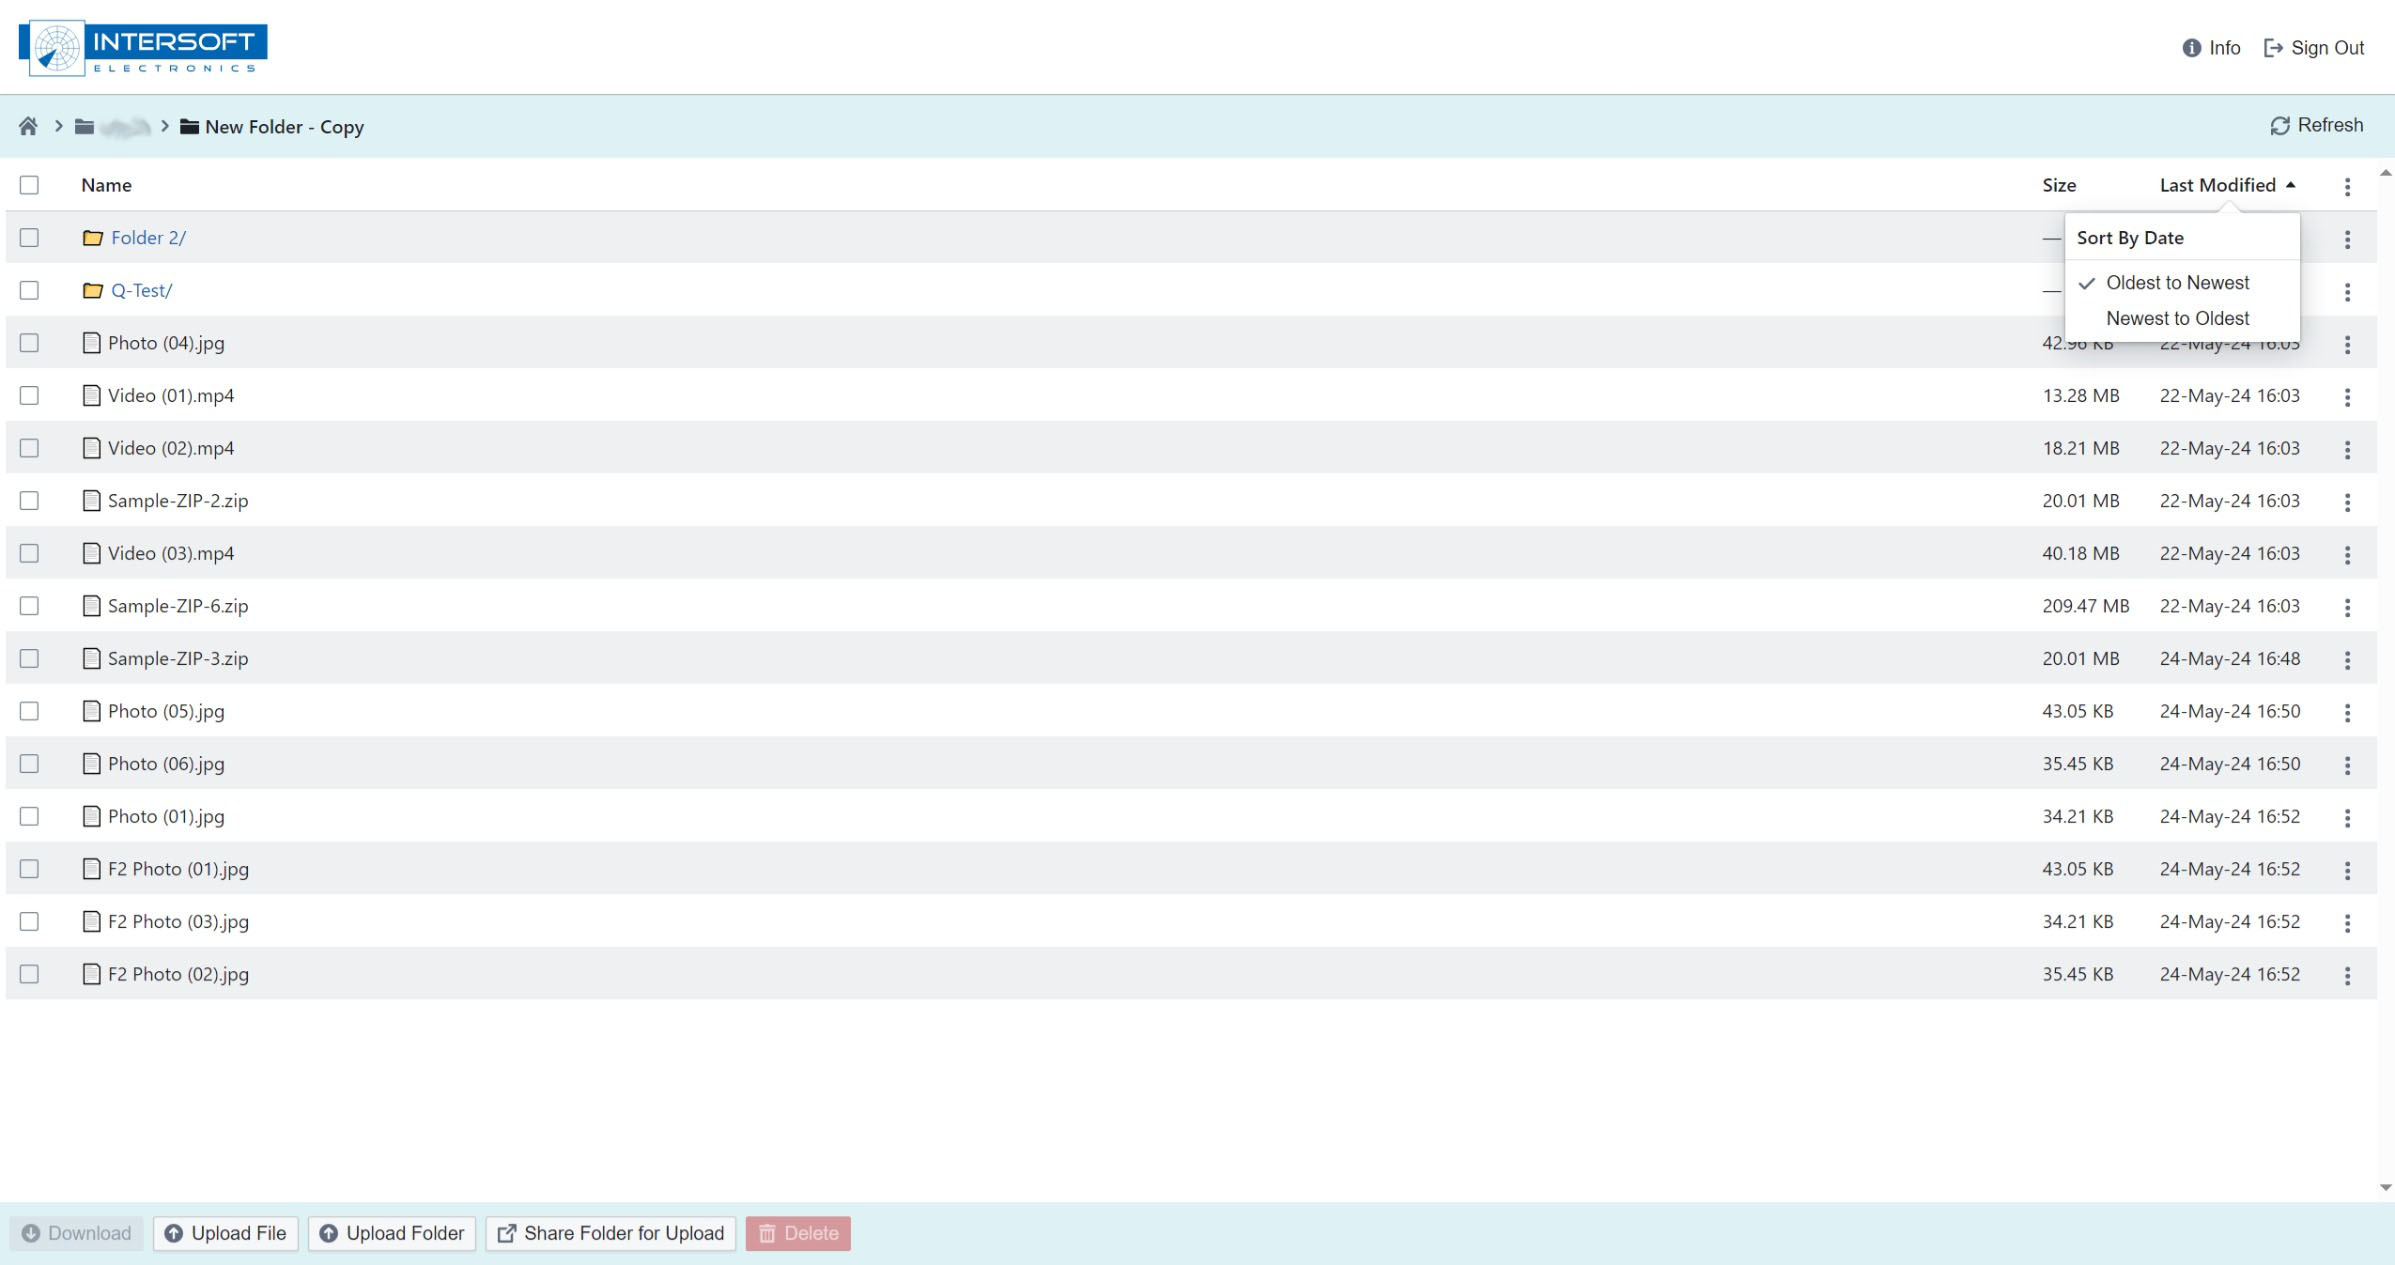 INTERSOFT
ELECTRONICS
Info Sign Out
New Folder - Copy
Refresh
Name Size Last Modified
Folder 2/ —
Sort By Date
Q-Test/ —
Oldest to Newest
Newest to Oldest
Photo (04).jpg 42.96 KB 22-May-24 16:03
Video (01).mp4 13.28 MB 22-May-24 16:03
Video (02).mp4 18.21 MB 22-May-24 16:03
Sample-ZIP-2.zip 20.01 MB 22-May-24 16:03
Video (03).mp4 40.18 MB 22-May-24 16:03
Sample-ZIP-6.zip 209.47 MB 22-May-24 16:03
Sample-ZIP-3.zip 20.01 MB 24-May-24 16:48
Photo (05).jpg 43.05 KB 24-May-24 16:50
Photo (06).jpg 35.45 KB 24-May-24 16:50
Photo (01).jpg 34.21 KB 24-May-24 16:52
F2 Photo (01).jpg 43.05 KB 24-May-24 16:52
F2 Photo (03).jpg 34.21 KB 24-May-24 16:52
F2 Photo (02).jpg 35.45 KB 24-May-24 16:52
Download Upload File Upload Folder Share Folder for Upload Delete